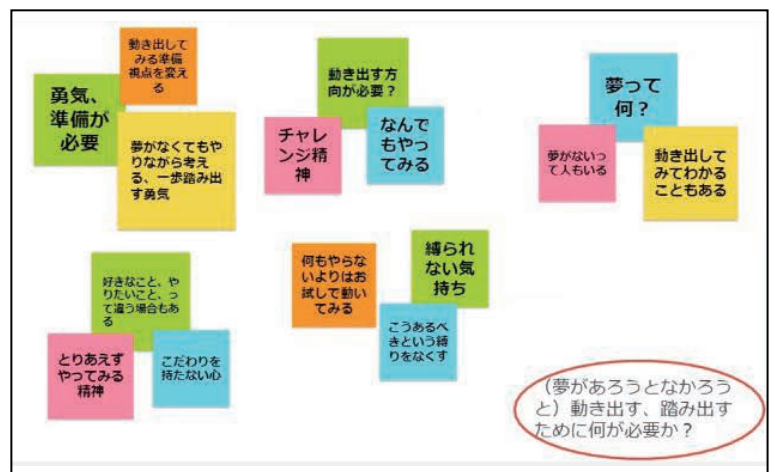 動き出して
みる準備
視点を変え
る
勇気、
準備が
必要
夢がなくてもや
りながら考え
る、一歩踏み出
す勇気
動き出す方
向が必要？
チャレ
ンジ精
神
なんで
もやっ
てみる
夢って
何？
夢がないっ
て人もいる
動き出して
みてわかる
こともある
好きなこと、や
りたいこと、っ
て違う場合もあ
る
とりあえず
やってみる
精神
こだわりを
持たない心
何もやらな
いよりはお
試しで動い
てみる
縛られ
ない気
持ち
こうあるべ
きという縛
りをなくす
（夢があろうとなかろう
と）動き出す、踏み出す
ために何が必要か？